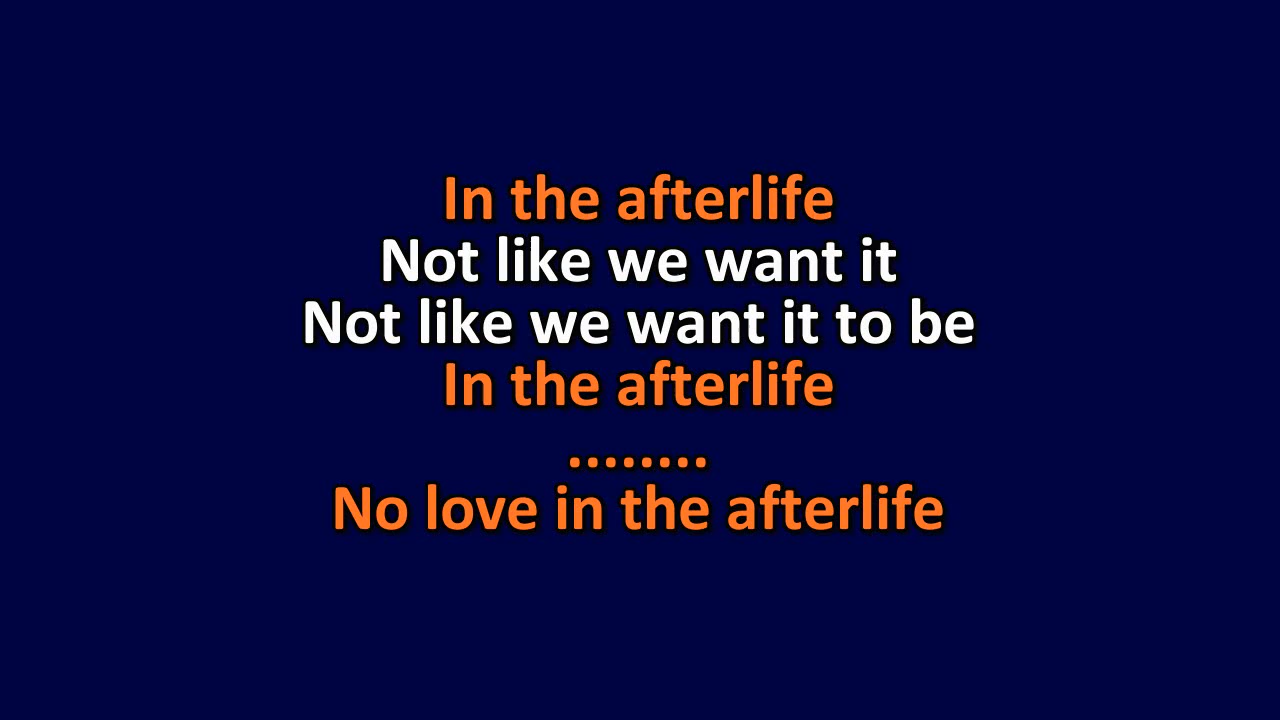 In the afterlife
Not like we want it
Not like we want it to be
In the afterlife
........
No love in the afterlife